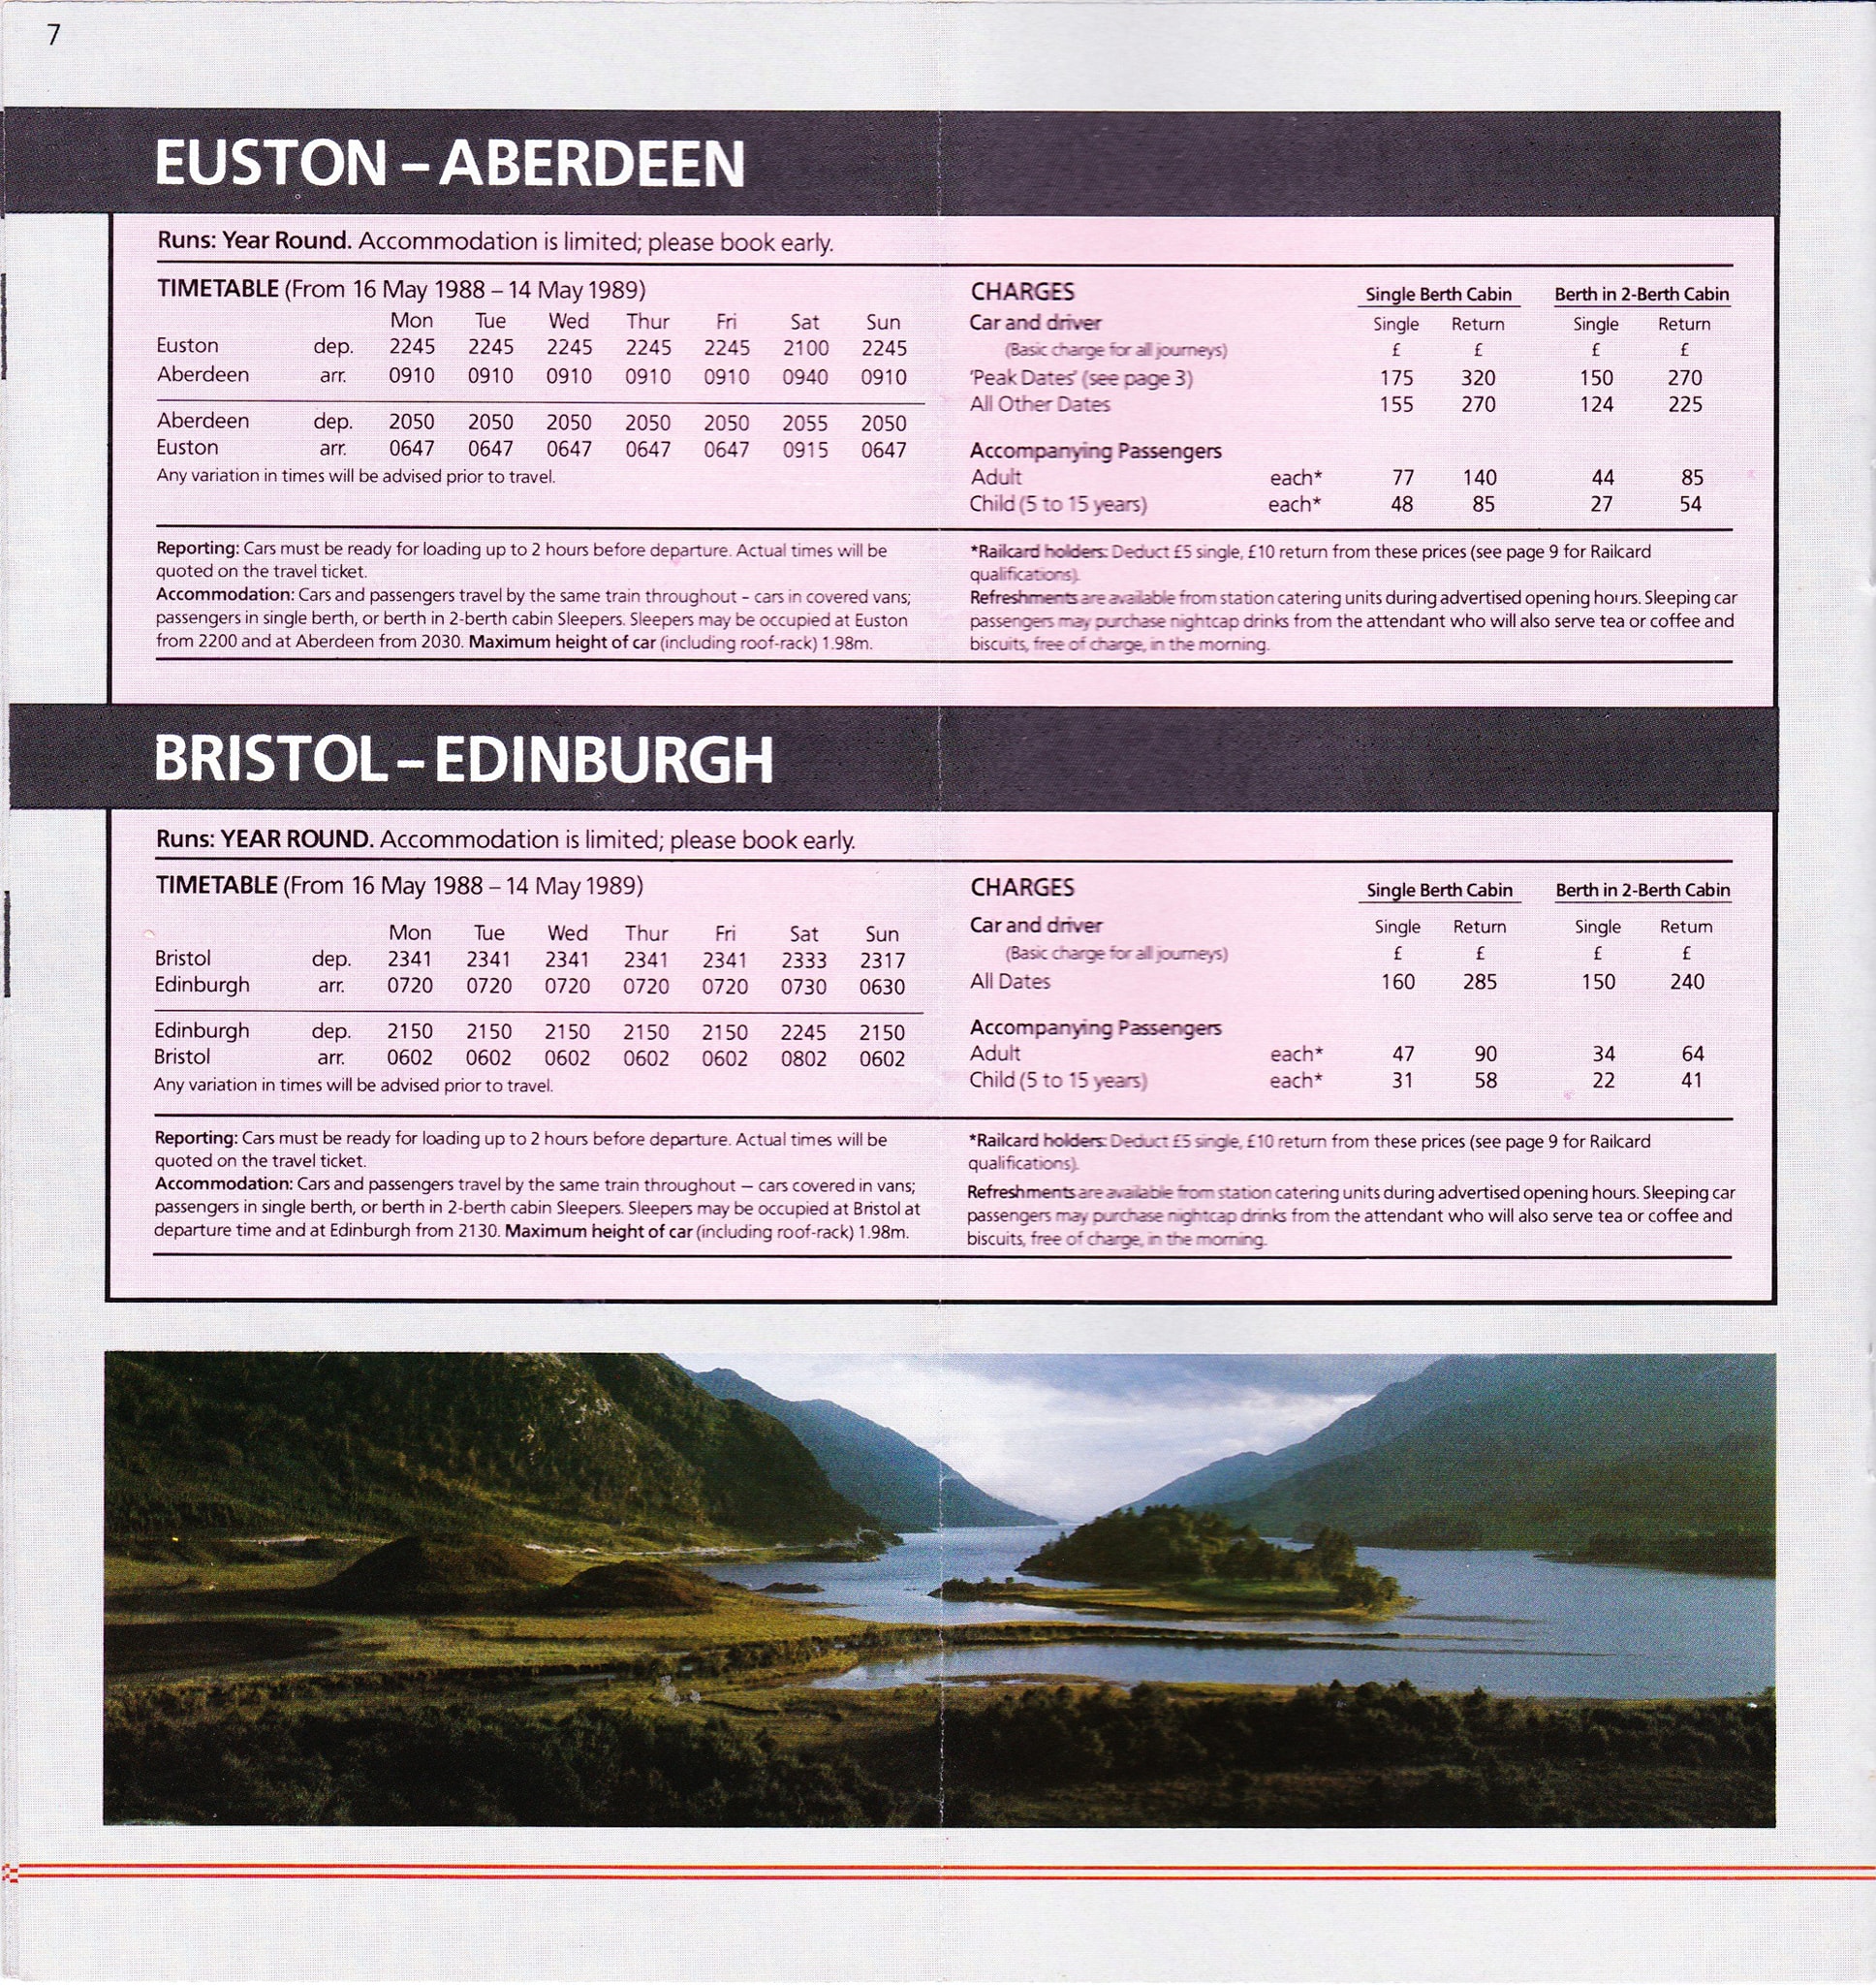 7
EUSTON – ABERDEEN
Runs: Year Round. Accommodation is limited; please book early.
TIMETABLE (From 16 May 1988 – 14 May 1989)
Mon Tue Wed Thur Fri Sat Sun
Euston dep. 2245 2245 2245 2245 2245 2100 2245
Aberdeen arr. 0910 0910 0910 0910 0910 0940 0910
Aberdeen dep. 2050 2050 2050 2050 2050 2055 2050
Euston arr. 0647 0647 0647 0647 0647 0915 0647
Any variation in times will be advised prior to travel.
CHARGES Single Berth Cabin Berth in 2-Berth Cabin
Car and driver Single Return Single Return
(Basic charge for all journeys) £ £ £ £
'Peak Dates' (see page 3) 175 320 150 270
All Other Dates 155 270 124 225
Accompanying Passengers
Adult each* 77 140 44 85
Child (5 to 15 years) each* 48 85 27 54
Reporting: Cars must be ready for loading up to 2 hours before departure. Actual times will be
quoted on the travel ticket.
Accommodation: Cars and passengers travel by the same train throughout – cars in covered vans;
passengers in single berth, or berth in 2-berth cabin Sleepers. Sleepers may be occupied at Euston
from 2200 and at Aberdeen from 2030. Maximum height of car (including roof-rack) 1.98m.
*Railcard holders: Deduct £5 single, £10 return from these prices (see page 9 for Railcard
qualifications).
Refreshments are available from station catering units during advertised opening hours. Sleeping car
passengers may purchase nightcap drinks from the attendant who will also serve tea or coffee and
biscuits, free of charge, in the morning.
BRISTOL – EDINBURGH
Runs: YEAR ROUND. Accommodation is limited; please book early.
TIMETABLE (From 16 May 1988 – 14 May 1989)
Mon Tue Wed Thur Fri Sat Sun
Bristol dep. 2341 2341 2341 2341 2341 2333 2317
Edinburgh arr. 0720 0720 0720 0720 0720 0730 0630
Edinburgh dep. 2150 2150 2150 2150 2150 2245 2150
Bristol arr. 0602 0602 0602 0602 0602 0802 0602
Any variation in times will be advised prior to travel.
CHARGES Single Berth Cabin Berth in 2-Berth Cabin
Car and driver Single Return Single Return
(Basic charge for all journeys) £ £ £ £
All Dates 160 285 150 240
Accompanying Passengers
Adult each* 47 90 34 64
Child (5 to 15 years) each* 31 58 22 41
Reporting: Cars must be ready for loading up to 2 hours before departure. Actual times will be
quoted on the travel ticket.
Accommodation: Cars and passengers travel by the same train throughout – cars covered in vans;
passengers in single berth, or berth in 2-berth cabin Sleepers. Sleepers may be occupied at Bristol at
departure time and at Edinburgh from 2130. Maximum height of car (including roof-rack) 1.98m.
*Railcard holders: Deduct £5 single, £10 return from these prices (see page 9 for Railcard
qualifications).
Refreshments are available from station catering units during advertised opening hours. Sleeping car
passengers may purchase nightcap drinks from the attendant who will also serve tea or coffee and
biscuits, free of charge, in the morning.